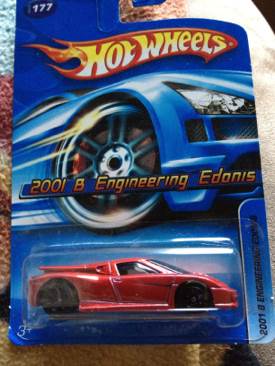 177
HOT WHEELS
2001 B Engineering Edonis
3+
2001 B ENGINEERING EDONIS